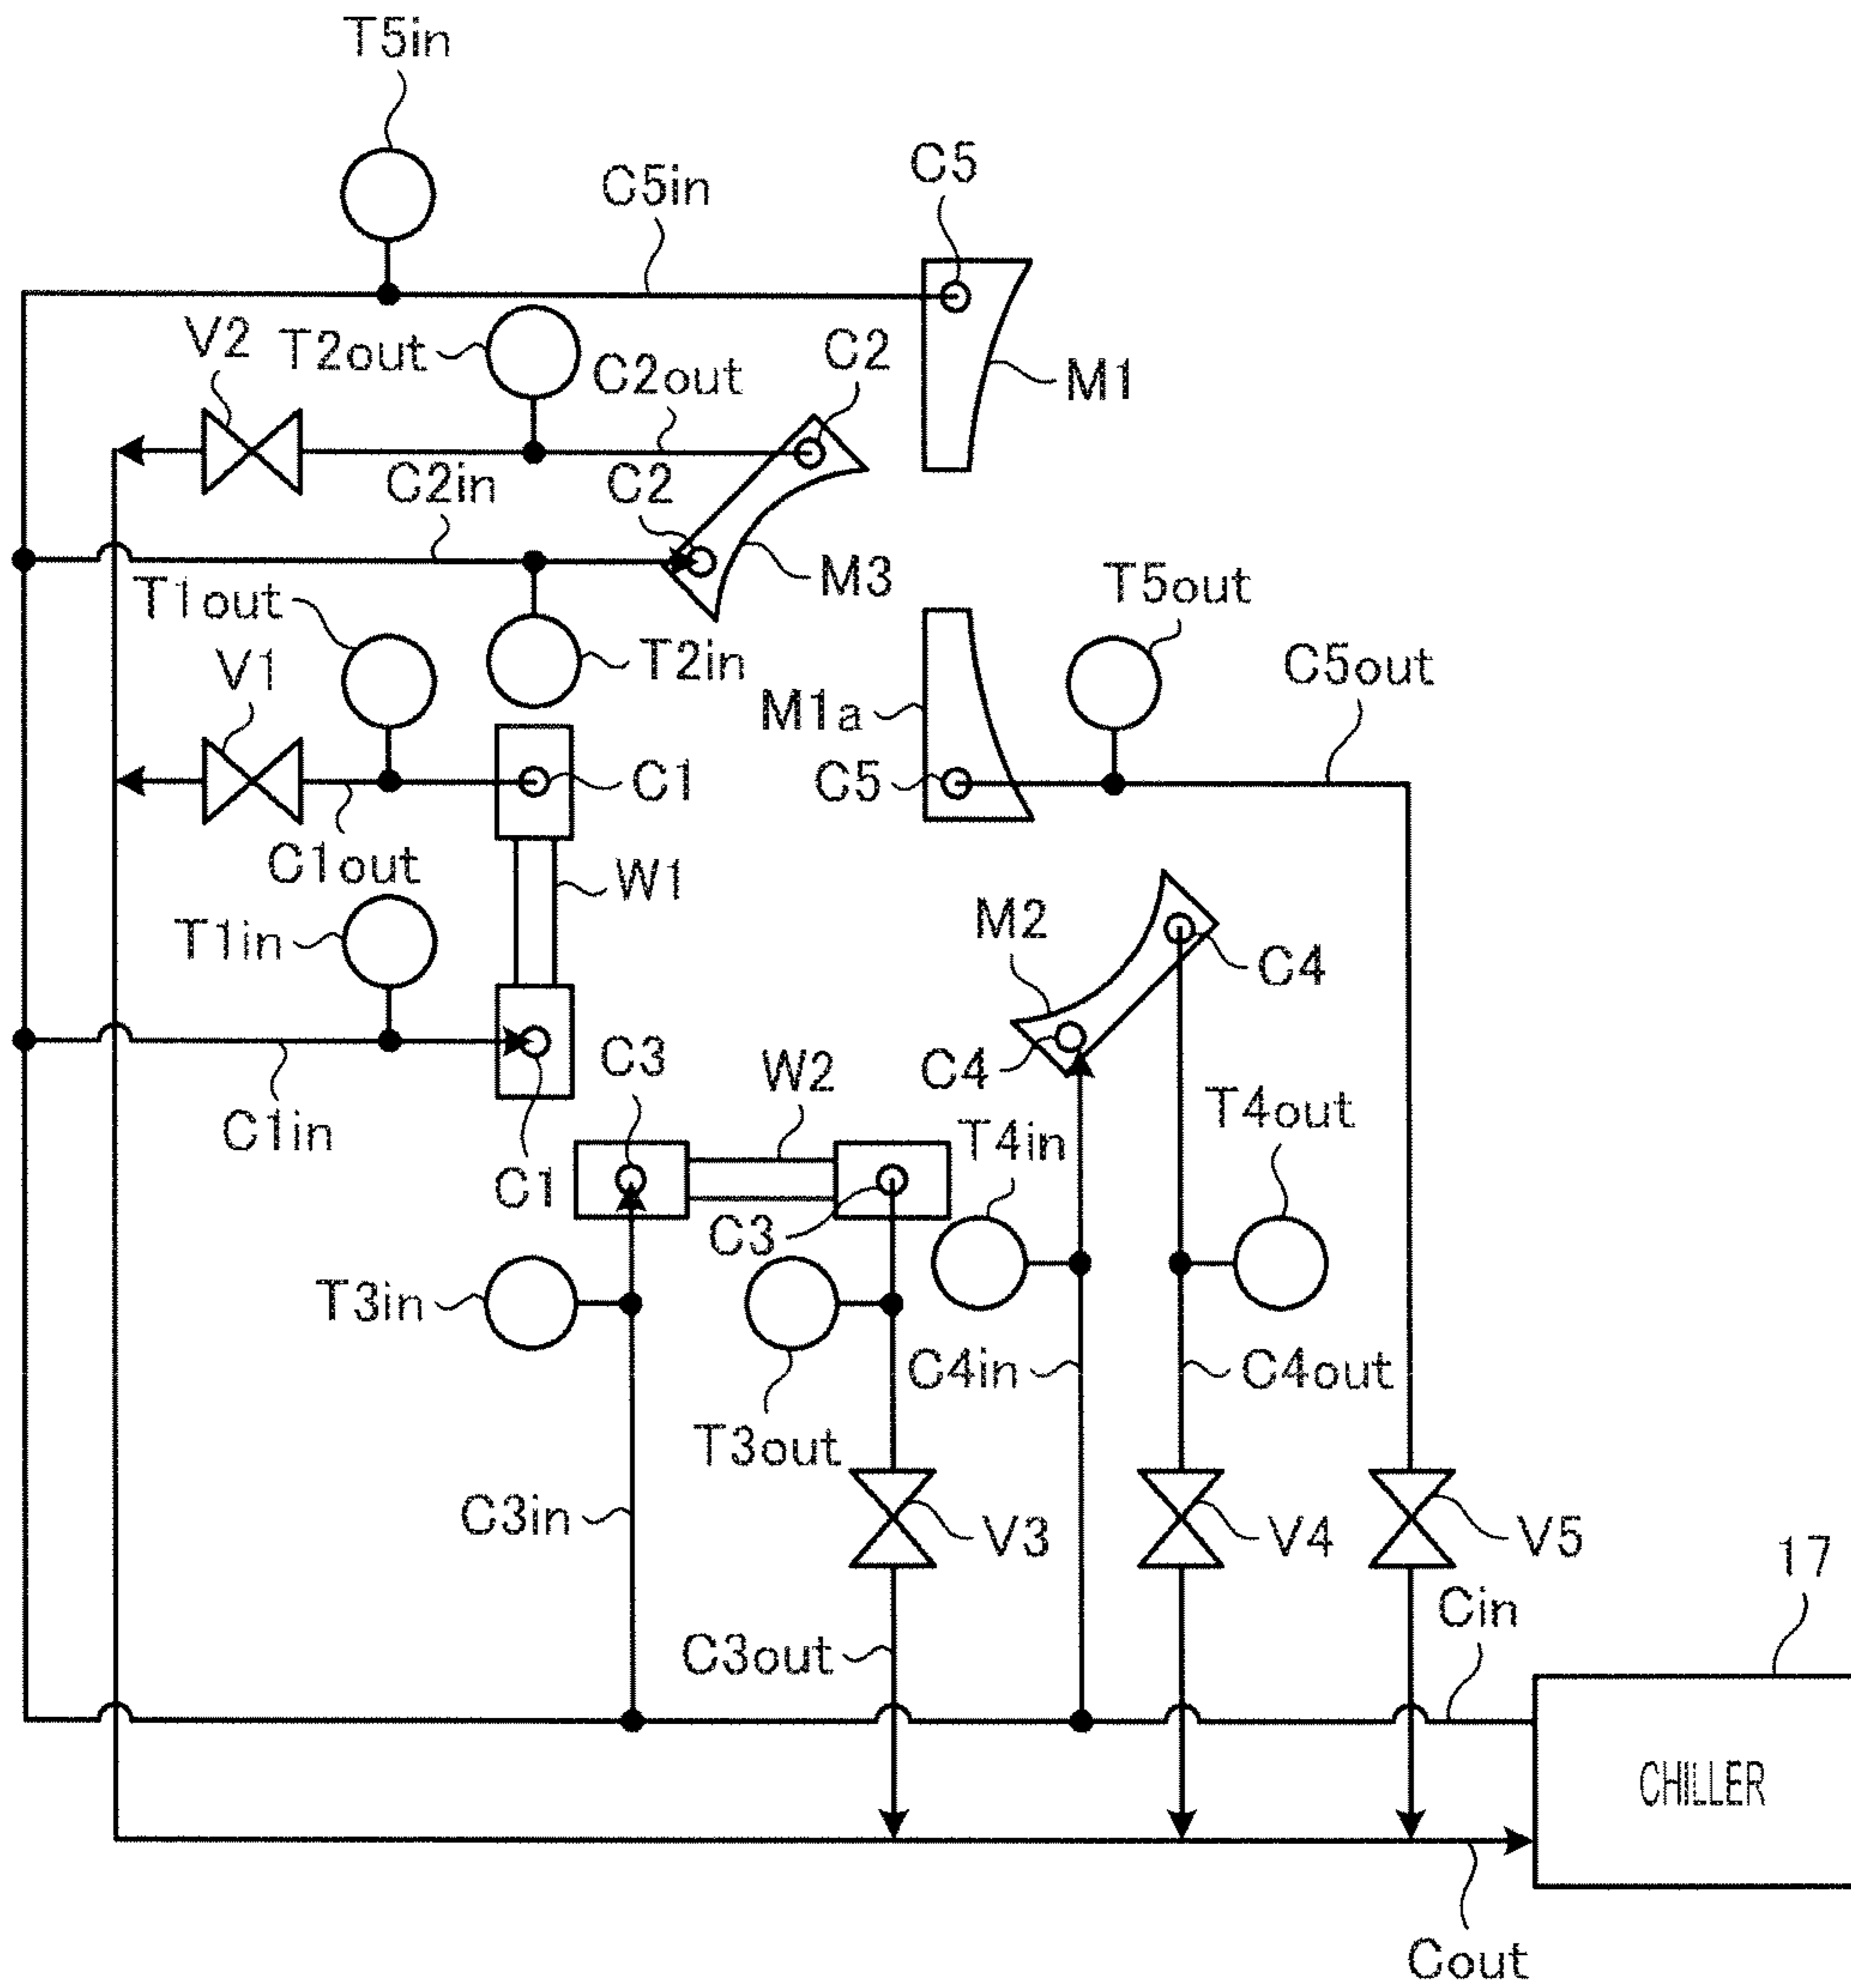 T5in
C5in
C5
V2
T2out
C2out
C2
M1
C2in
C2
M3
T1out
T5out
V1
T2in
C5out
M1a
C1
C5
C1out
W1
T1in
M2
C4
C3
W2
C4
C1in
T4in
T4out
C1
C3
T3in
C4in
C4out
T3out
C3in
V3
V4
V5
17
Cin
C3out
CHILLER
Cout